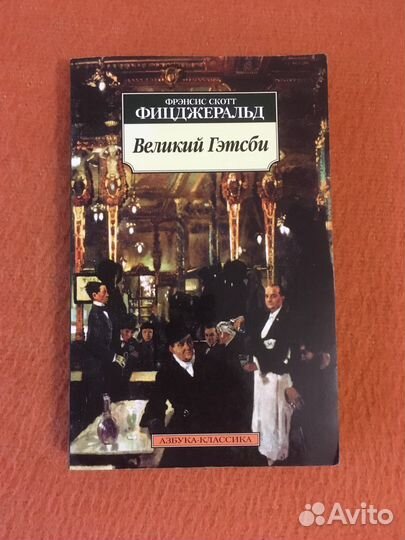 ФРЭНСИС СКОТТ
ФИЦДЖЕРАЛЬД
Великий Гэтсби
АЗБУКА-КЛАССИКА
Avito